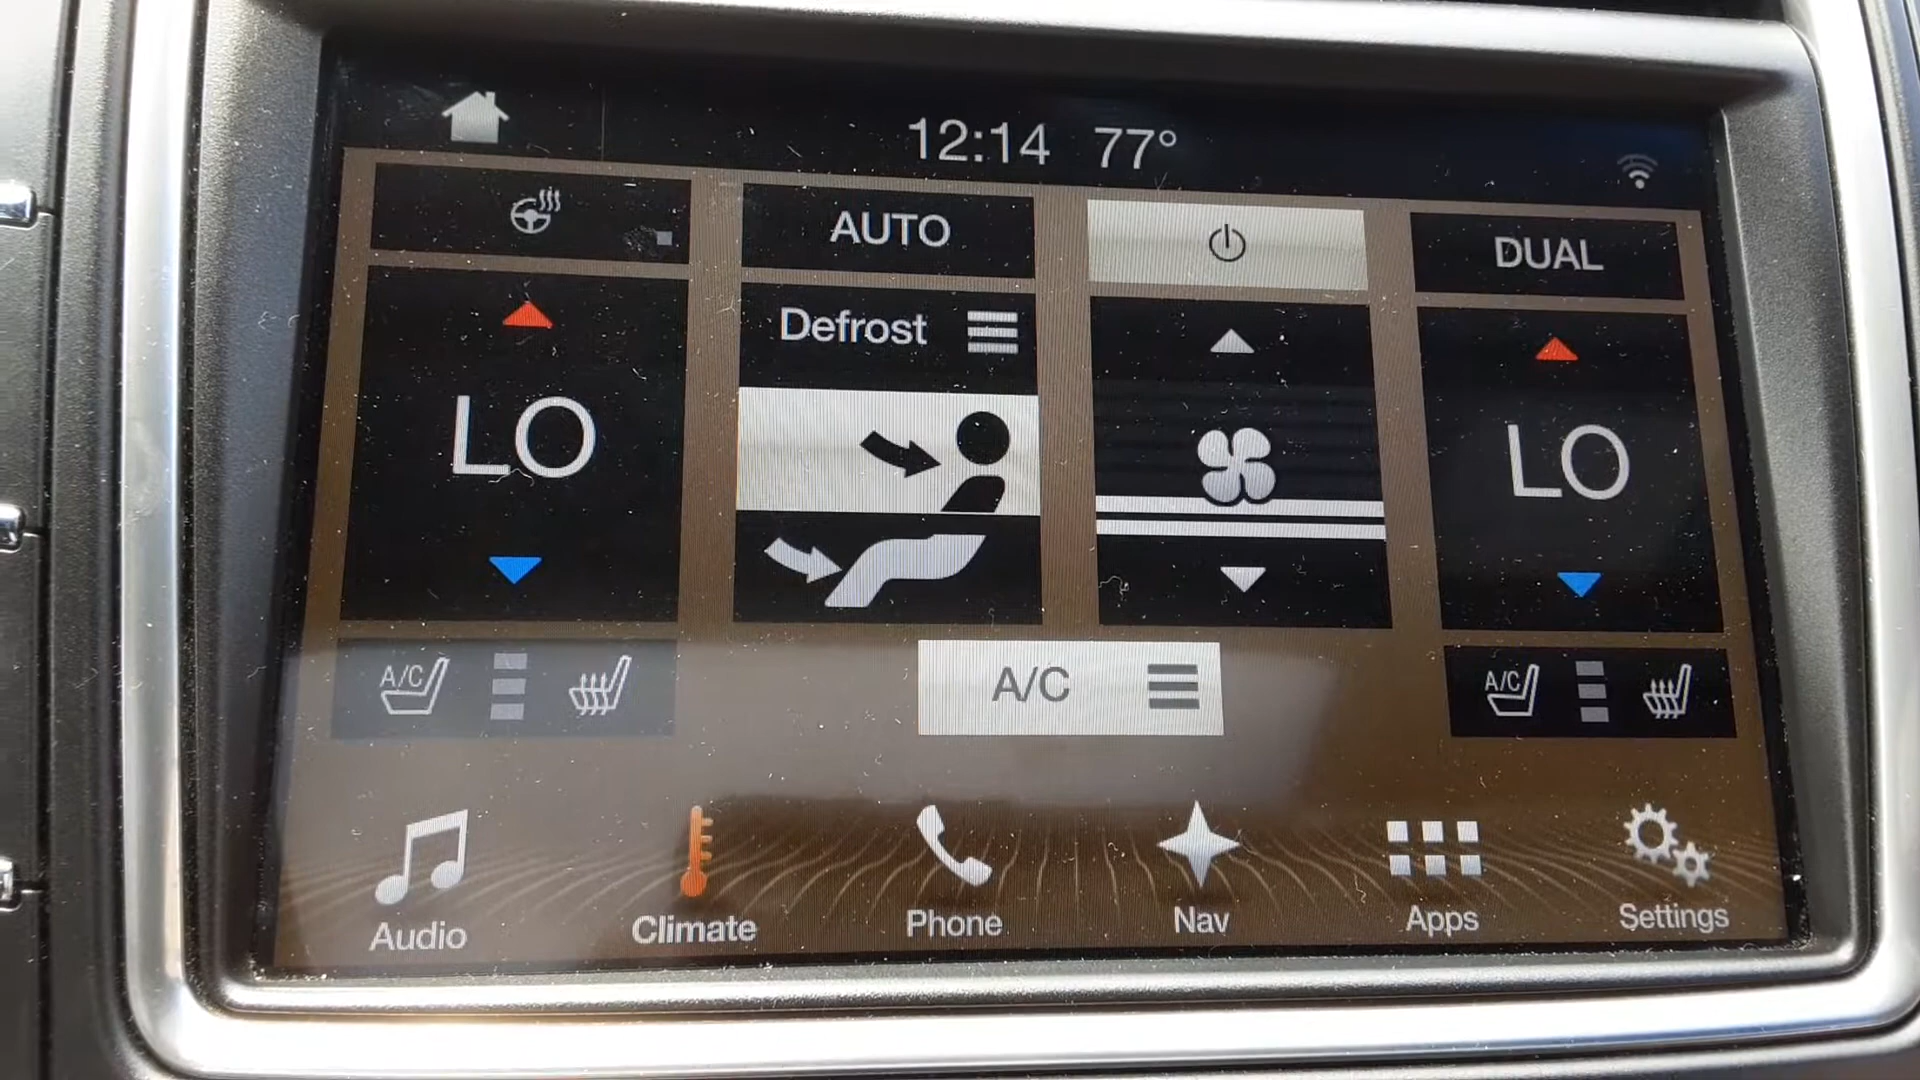 12:14 77°
AUTO
DUAL
Defrost
LO
LO
A/C
A/C
A/C
Audio
Climate
Phone
Nav
Apps
Settings